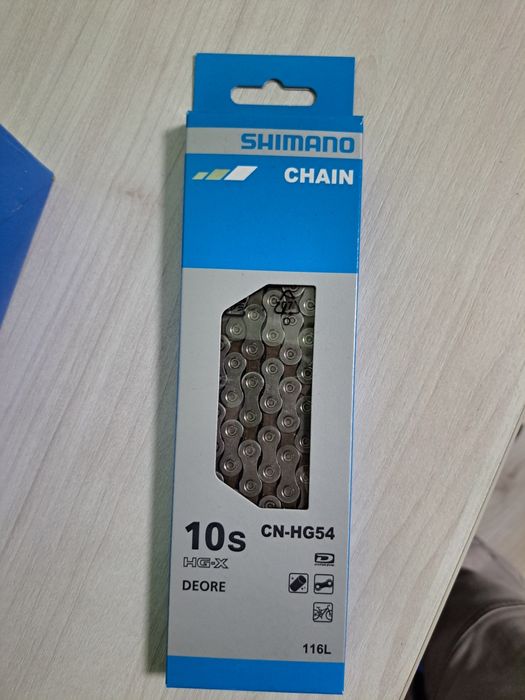 SHIMANO
CHAIN
10s
CN-HG54
HG-X
DEORE
116L